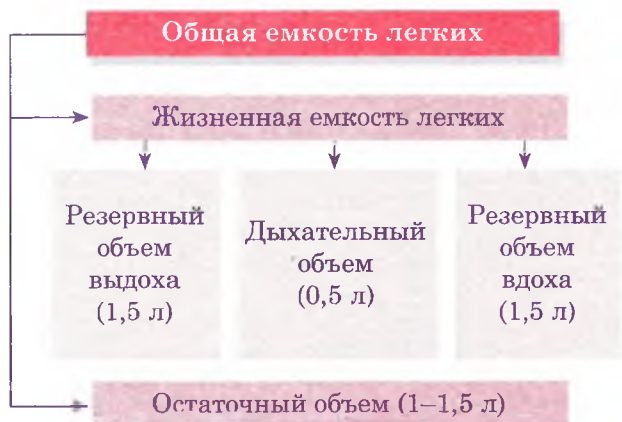 Общая емкость легких
Жизненная емкость легких
Резервный
объем
выдоха
(1,5 л)
Дыхательный
объем
(0,5 л)
Резервный
объем
вдоха
(1,5 л)
Остаточный объем (1–1,5 л)